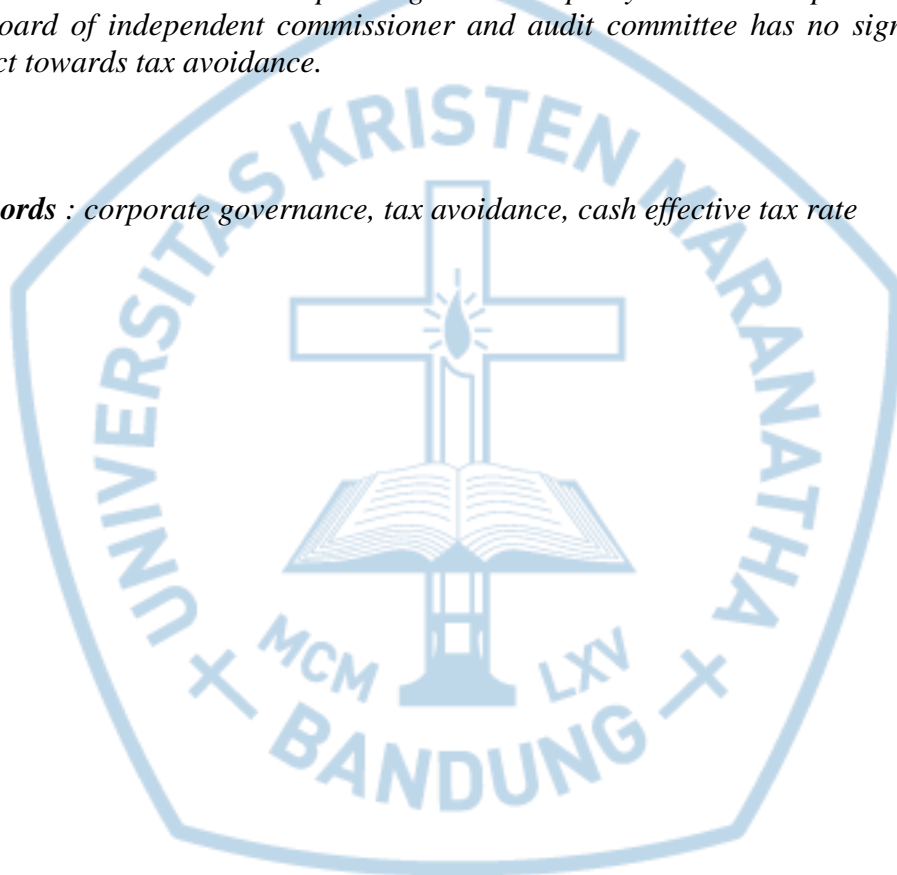 oard of independent commissioner and audit committee has no sign
ct towards tax avoidance.
ords : corporate governance, tax avoidance, cash effective tax rate
UNIVERSITAS KRISTEN MARANATHA
MCM LXV
BANDUNG